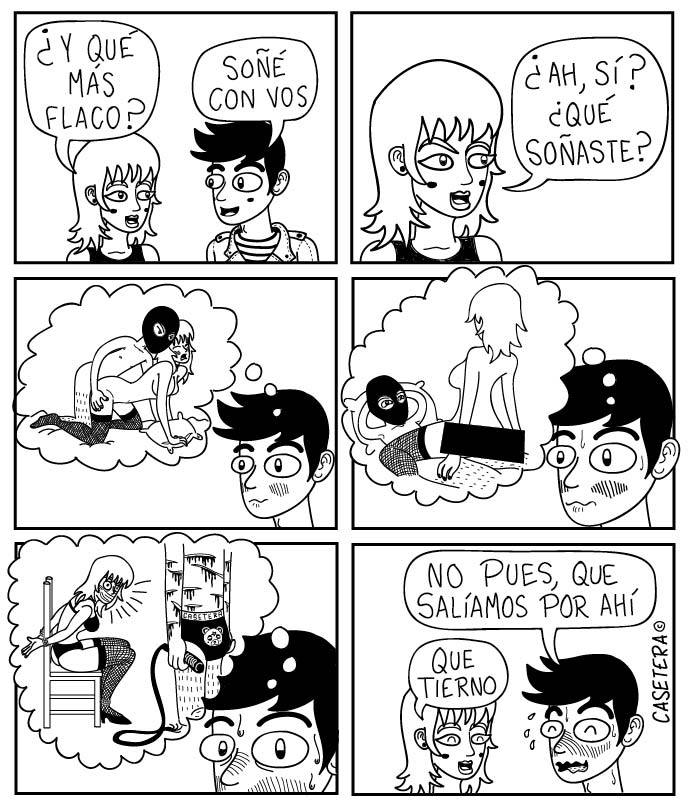 ¿Y QUÉ
MÁS
FLACO?
SOÑÉ
CON VOS
¿AH, SÍ?
¿QUÉ
SOÑASTE?
CASETERA
NO PUES, QUE
SALÍAMOS POR AHÍ
QUE
TIERNO
CASETERA©